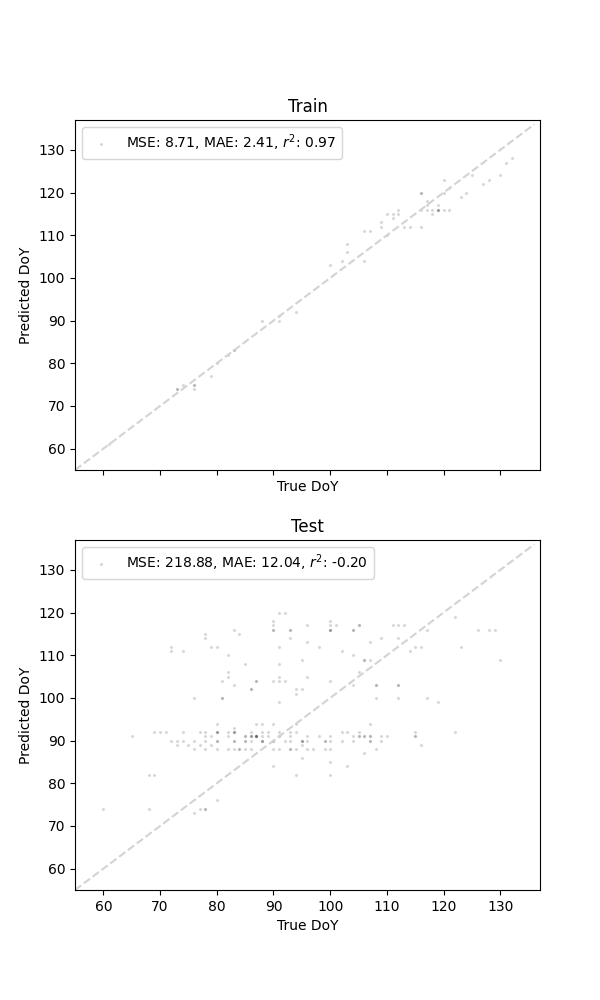 Train
MSE: 8.71, MAE: 2.41, r²: 0.97
130
120
110
100
90
80
70
60
Predicted DoY
True DoY
Test
MSE: 218.88, MAE: 12.04, r²: -0.20
130
120
110
100
90
80
70
60
Predicted DoY
60 70 80 90 100 110 120 130
True DoY